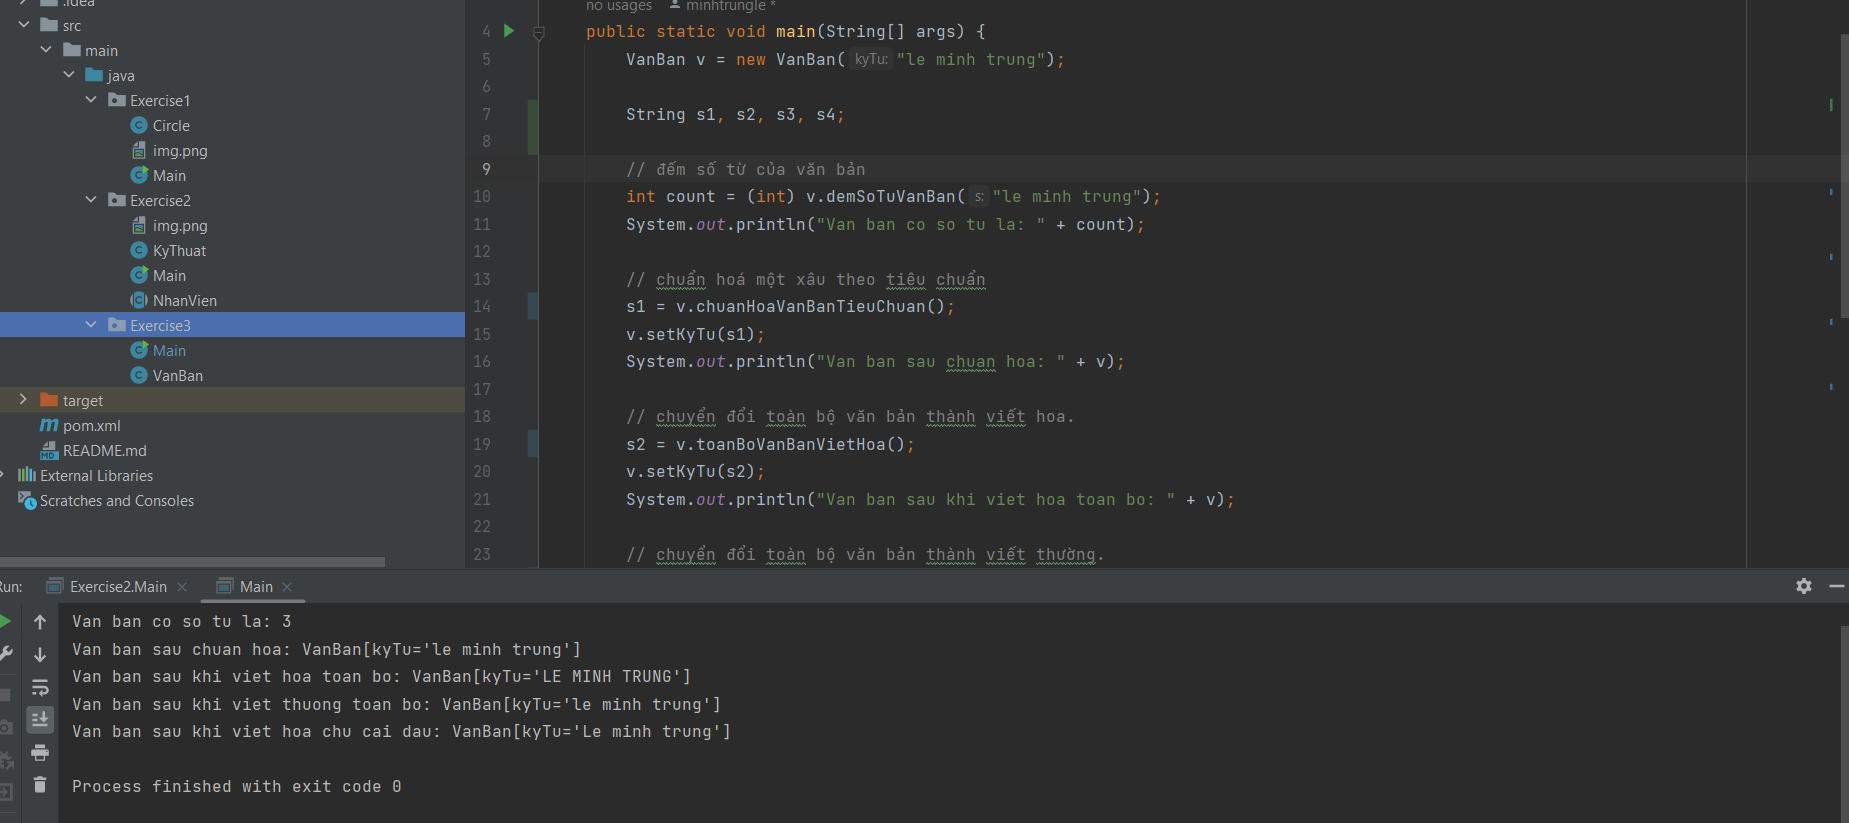 .idea
src
main
java
Exercise1
Circle
img.png
Main
Exercise2
img.png
KyThuat
Main
NhanVien
Exercise3
Main
VanBan
target
pom.xml
README.md
External Libraries
Scratches and Consoles
no usages minhtrungle *
4 public static void main(String[] args) {
5 VanBan v = new VanBan( kyTu: "le minh trung");
6
7 String s1, s2, s3, s4;
8
9 // đếm số từ của văn bản
10 int count = (int) v.demSoTuVanBan( s: "le minh trung");
11 System.out.println("Van ban co so tu la: " + count);
12
13 // chuẩn hoá một xâu theo tiêu chuẩn
14 s1 = v.chuanHoaVanBanTieuChuan();
15 v.setKyTu(s1);
16 System.out.println("Van ban sau chuan hoa: " + v);
17
18 // chuyển đổi toàn bộ văn bản thành viết hoa.
19 s2 = v.toanBoVanBanVietHoa();
20 v.setKyTu(s2);
21 System.out.println("Van ban sau khi viet hoa toan bo: " + v);
22
23 // chuyển đổi toàn bộ văn bản thành viết thường.
Run: Exercise2.Main Main
Van ban co so tu la: 3
Van ban sau chuan hoa: VanBan[kyTu='le minh trung']
Van ban sau khi viet hoa toan bo: VanBan[kyTu='LE MINH TRUNG']
Van ban sau khi viet thuong toan bo: VanBan[kyTu='le minh trung']
Van ban sau khi viet hoa chu cai dau: VanBan[kyTu='Le minh trung']
Process finished with exit code 0